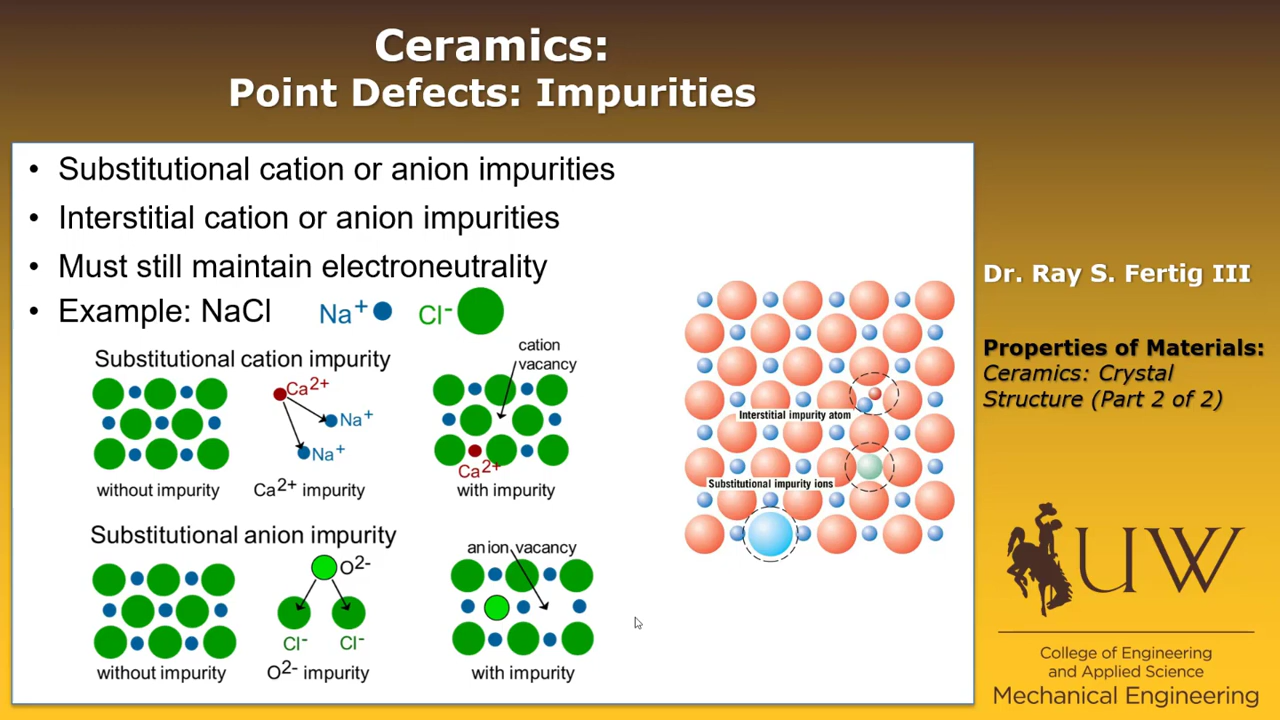 Ceramics:
Point Defects: Impurities
• Substitutional cation or anion impurities
• Interstitial cation or anion impurities
• Must still maintain electroneutrality
• Example: NaCl
Na+
Cl-
Substitutional cation impurity
Ca2+
Na+
Na+
cation
vacancy
Ca2+
without impurity
Ca2+ impurity
with impurity
Substitutional anion impurity
O2-
Cl-
Cl-
anion vacancy
without impurity
O2- impurity
with impurity
Interstitial impurity atom
Substitutional impurity ions
Dr. Ray S. Fertig III
Properties of Materials:
Ceramics: Crystal
Structure (Part 2 of 2)
UW
College of Engineering
and Applied Science
Mechanical Engineering